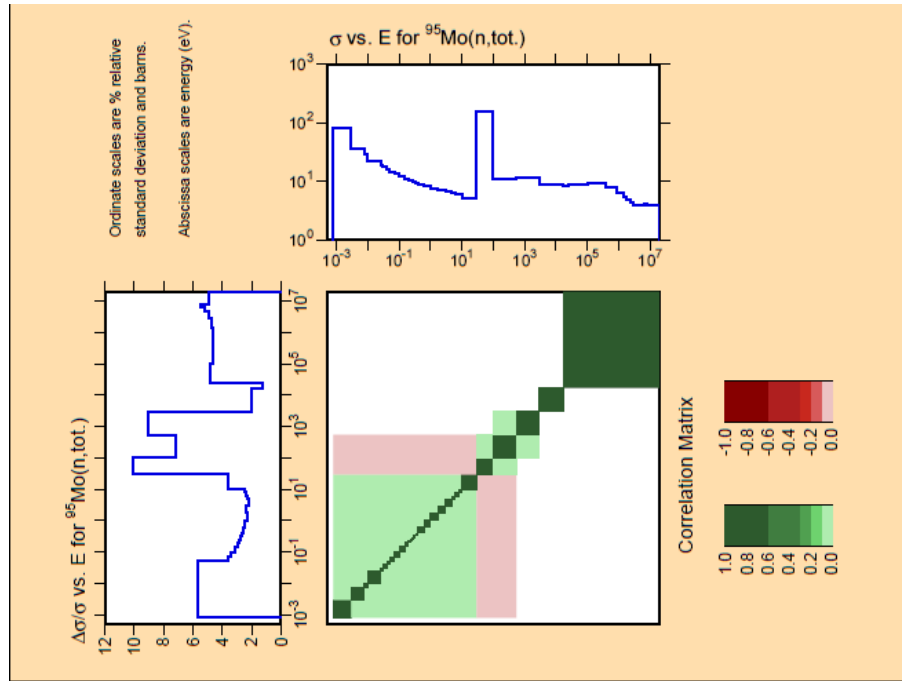 Ordinate scales are % relative
standard deviation and barns.
Abscissa scales are energy (eV).
σ vs. E for ⁹⁵Mo(n,tot.)
10³
10²
10¹
10⁰
10⁻³ 10⁻¹ 10¹ 10³ 10⁵ 10⁷
Δσ/σ vs. E for ⁹⁵Mo(n,tot.)
12 10 8 6 4 2 0
10⁷
10⁵
10³
10¹
10⁻¹
10⁻³
Correlation Matrix
-1.0
-0.8
-0.6
-0.4
-0.2
0.0
1.0
0.8
0.6
0.4
0.2
0.0